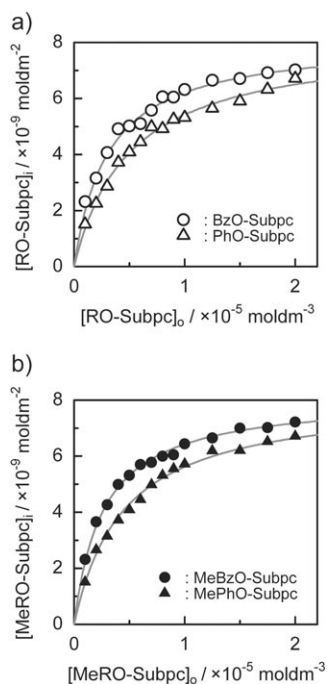 a)
[RO-Subpc]i / ×10-9 moldm-2
8
6
4
2
0
○ : BzO-Subpc
△ : PhO-Subpc
0 1 2
[RO-Subpc]o / ×10-5 moldm-3
b)
[MeRO-Subpc]i / ×10-9 moldm-2
8
6
4
2
0
● : MeBzO-Subpc
▲ : MePhO-Subpc
0 1 2
[MeRO-Subpc]o / ×10-5 moldm-3